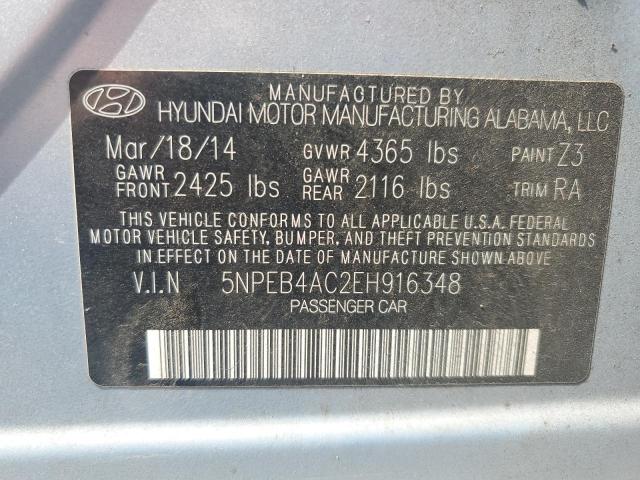 MANUFACTURED BY
HYUNDAI MOTOR MANUFACTURING ALABAMA, LLC
Mar/18/14 GVWR 4365 lbs PAINT Z3
GAWR FRONT 2425 lbs GAWR REAR 2116 lbs TRIM RA
THIS VEHICLE CONFORMS TO ALL APPLICABLE U.S.A. FEDERAL
MOTOR VEHICLE SAFETY, BUMPER, AND THEFT PREVENTION STANDARDS
IN EFFECT ON THE DATE OF MANUFACTURE SHOWN ABOVE.
V.I.N 5NPEB4AC2EH916348
PASSENGER CAR